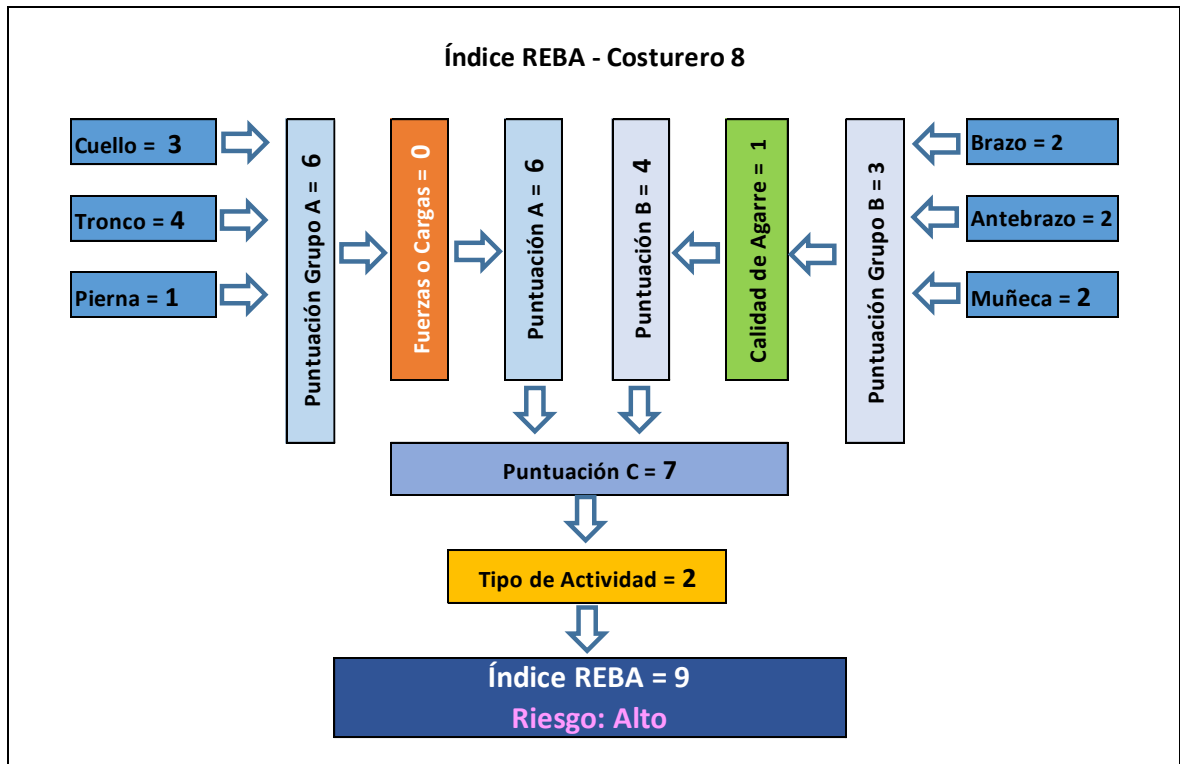 Índice REBA - Costurero 8
Cuello = 3
Tronco = 4
Pierna = 1
Puntuación Grupo A = 6
Fuerzas o Cargas = 0
Puntuación A = 6
Puntuación B = 4
Calidad de Agarre = 1
Puntuación Grupo B = 3
Brazo = 2
Antebrazo = 2
Muñeca = 2
Puntuación C = 7
Tipo de Actividad = 2
Índice REBA = 9
Riesgo: Alto